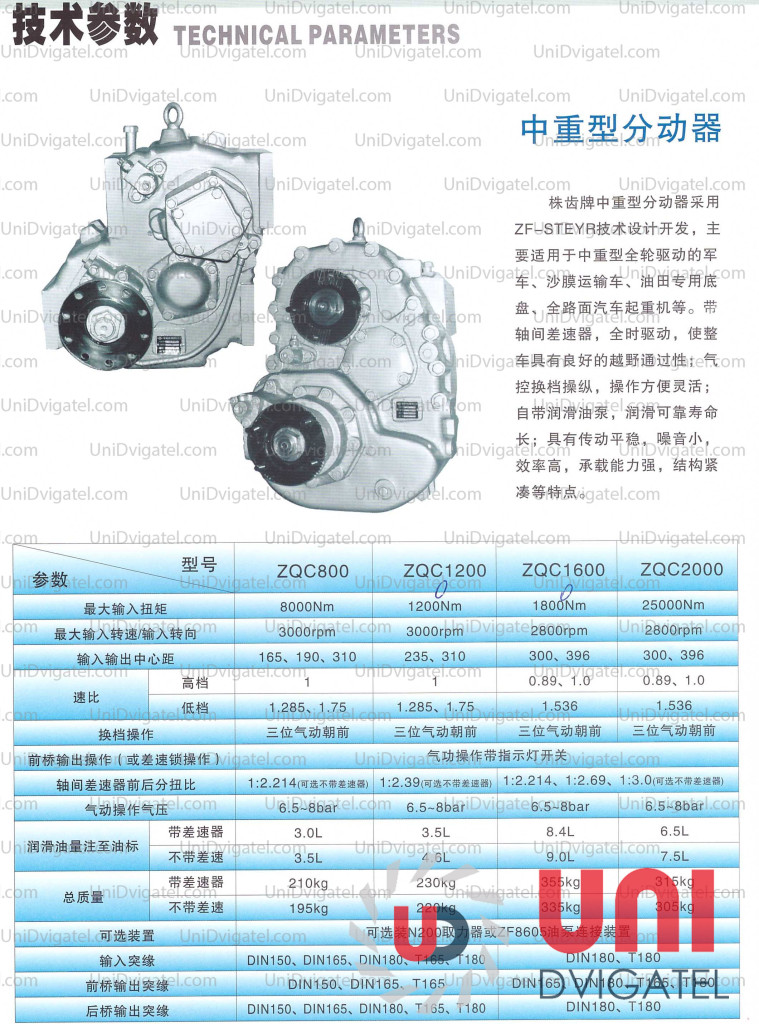 技术参数 TECHNICAL PARAMETERS
中重型分动器
株齿牌中重型分动器采用
ZF-STEYR技术设计开发，主
要适用于中重型全轮驱动的军
车、沙膜运输车、油田专用底
盘、全路面汽车起重机等。带
轴间差速器，全时驱动，使整
车具有良好的越野通过性；气
控换档操纵，操作方便灵活；
自带润滑油泵，润滑可靠寿命
长；具有传动平稳，噪音小，
效率高，承载能力强，结构紧
凑等特点。
型号 参数 ZQC800 ZQC1200 ZQC1600 ZQC2000
最大输入扭矩 8000Nm 1200Nm 1800Nm 25000Nm
0 0
最大输入转速/输入转向 3000rpm 3000rpm 2800rpm 2800rpm
输入输出中心距 165、190、310 235、310 300、396 300、396
速比 高档 1 1 0.89、1.0 0.89、1.0
低档 1.285、1.75 1.285、1.75 1.536 1.536
换档操作 三位气动朝前 三位气动朝前 三位气动朝前 三位气动朝前
前桥输出操作（或差速锁操作） 气功操作带指示灯开关
轴间差速器前后分扭比 1:2.214(可选不带差速器) 1:2.39(可选不带差速器) 1:2.214、1:2.69、1:3.0(可选不带差速器)
气动操作气压 6.5~8bar 6.5~8bar 6.5~8bar 6.5~8bar
润滑油量注至油标 带差速器 3.0L 3.5L 8.4L 6.5L
不带差速 3.5L 4.6L 9.0L 7.5L
总质量 带差速器 210kg 230kg 355kg 315kg
不带差速 195kg 220kg 335kg 305kg
可选装置 可选装N200取力器或ZF8605油泵连接装置
输入突缘 DIN150、DIN165、DIN180、T165、T180 DIN180、T180
前桥输出突缘 DIN150、DIN165、T165 DIN165、DIN180、T165、T180
后桥输出突缘 DIN150、DIN165、DIN180、T165、T180 DIN180、T180
UNI
DVIGATEL
UniDvigatel.com